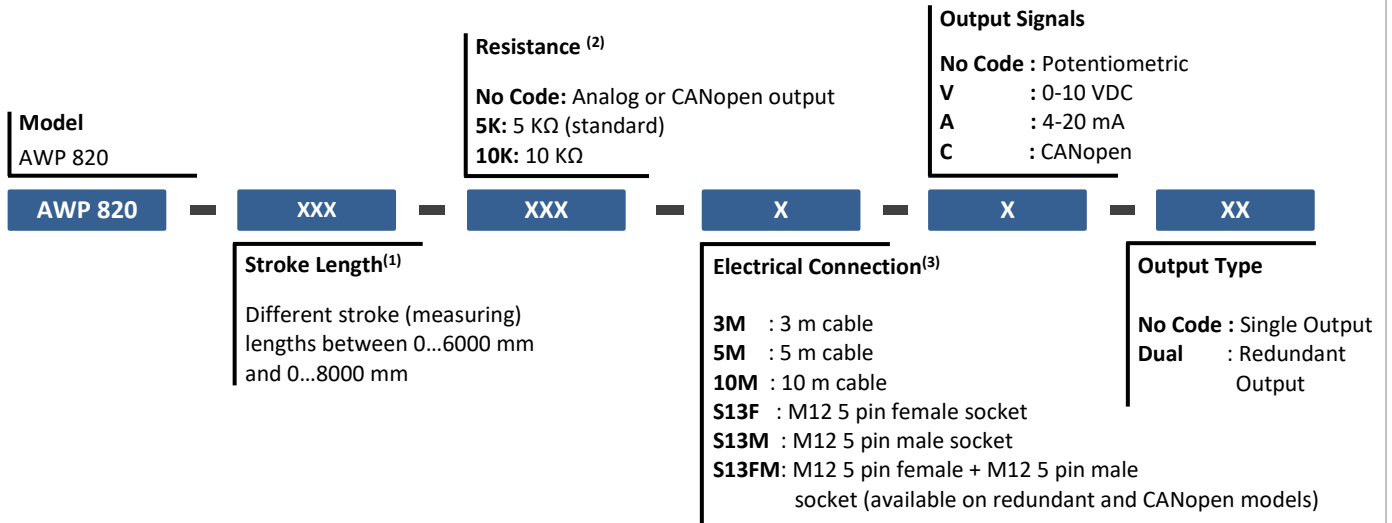 Output Signals
No Code : Potentiometric
V : 0-10 VDC
A : 4-20 mA
C : CANopen
Resistance (2)
No Code: Analog or CANopen output
5K: 5 KΩ (standard)
10K: 10 KΩ
Model
AWP 820
AWP 820 - XXX - XXX - X - X - XX
Stroke Length(1)
Different stroke (measuring)
lengths between 0...6000 mm
and 0...8000 mm
Electrical Connection(3)
3M : 3 m cable
5M : 5 m cable
10M : 10 m cable
S13F : M12 5 pin female socket
S13M : M12 5 pin male socket
S13FM: M12 5 pin female + M12 5 pin male
socket (available on redundant and CANopen models)
Output Type
No Code : Single Output
Dual : Redundant
Output